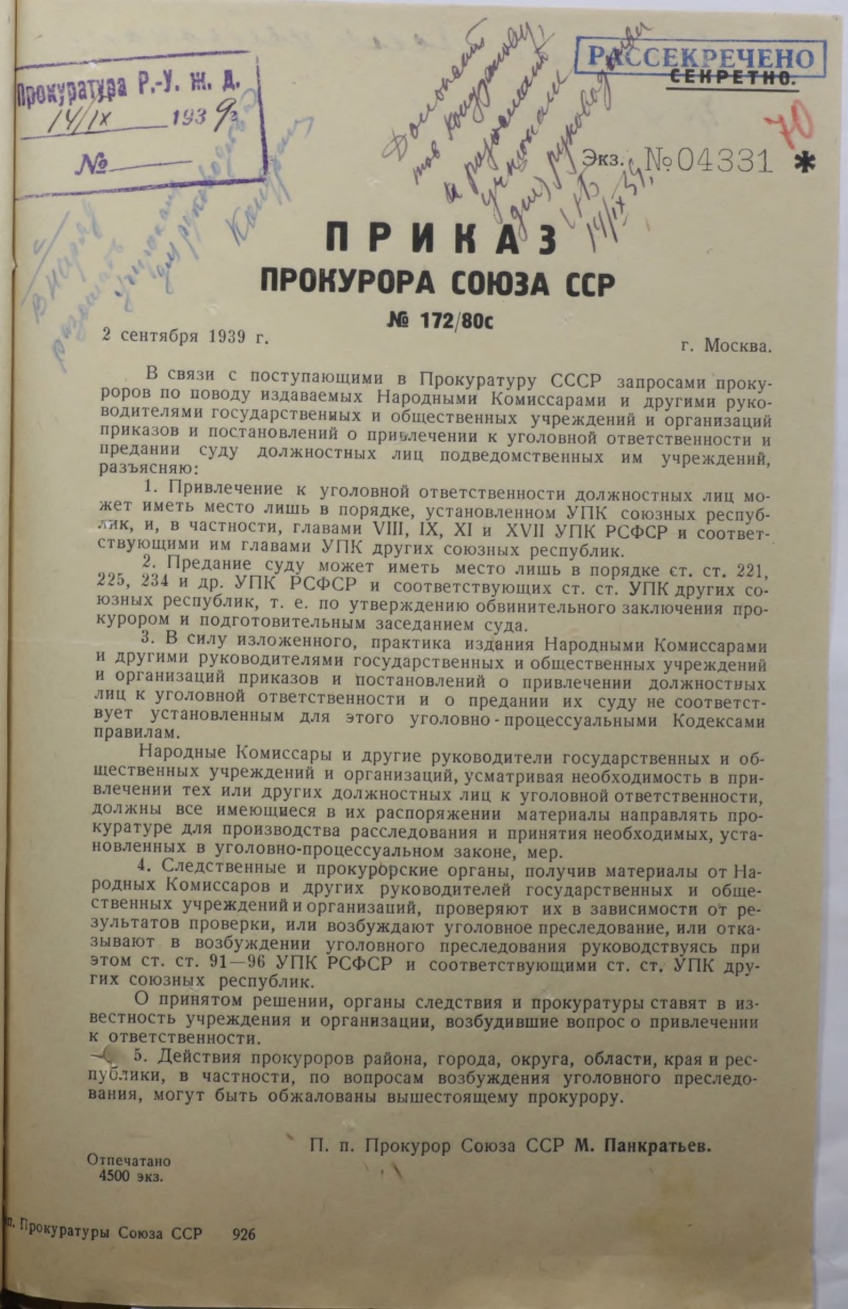 Прокуратура Р.-У. ж. д.
14/IX 1939 г.
№
РАССЕКРЕЧЕНО
СЕКРЕТНО.
70
Экз. №04331 *
тов
и
для руководства
14/IX 39.
в наряд
разослать
для руководства
ПРИКАЗ
ПРОКУРОРА СОЮЗА ССР
№ 172/80с
2 сентября 1939 г.
г. Москва.
В связи с поступающими в Прокуратуру СССР запросами проку-
роров по поводу издаваемых Народными Комиссарами и другими руко-
водителями государственных и общественных учреждений и организаций
приказов и постановлений о привлечении к уголовной ответственности и
предании суду должностных лиц подведомственных им учреждений,
разъясняю:
1. Привлечение к уголовной ответственности должностных лиц мо-
жет иметь место лишь в порядке, установленном УПК союзных респуб-
лик, и, в частности, главами VIII, IX, XI и XVII УПК РСФСР и соответ-
ствующими им главами УПК других союзных республик.
2. Предание суду может иметь место лишь в порядке ст. ст. 221,
225, 234 и др. УПК РСФСР и соответствующих ст. ст. УПК других со-
юзных республик, т. е. по утверждению обвинительного заключения про-
курором и подготовительным заседанием суда.
3. В силу изложенного, практика издания Народными Комиссарами
и другими руководителями государственных и общественных учреждений
и организаций приказов и постановлений о привлечении должностных
лиц к уголовной ответственности и о предании их суду не соответст-
вует установленным для этого уголовно-процессуальными Кодексами
правилам.
Народные Комиссары и другие руководители государственных и об-
щественных учреждений и организаций, усматривая необходимость в при-
влечении тех или других должностных лиц к уголовной ответственности,
должны все имеющиеся в их распоряжении материалы направлять про-
куратуре для производства расследования и принятия необходимых, уста-
новленных в уголовно-процессуальном законе, мер.
4. Следственные и прокурорские органы, получив материалы от На-
родных Комиссаров и других руководителей государственных и обще-
ственных учреждений и организаций, проверяют их в зависимости от ре-
зультатов проверки, или возбуждают уголовное преследование, или отка-
зывают в возбуждении уголовного преследования руководствуясь при
этом ст. ст. 91—96 УПК РСФСР и соответствующими ст. ст. УПК дру-
гих союзных республик.
О принятом решении, органы следствия и прокуратуры ставят в из-
вестность учреждения и организации, возбудившие вопрос о привлечении
к ответственности.
5. Действия прокуроров района, города, округа, области, края и рес-
публики, в частности, по вопросам возбуждения уголовного преследо-
вания, могут быть обжалованы вышестоящему прокурору.
П. п. Прокурор Союза ССР М. Панкратьев.
Отпечатано
4500 экз.
п. Прокуратуры Союза ССР 926